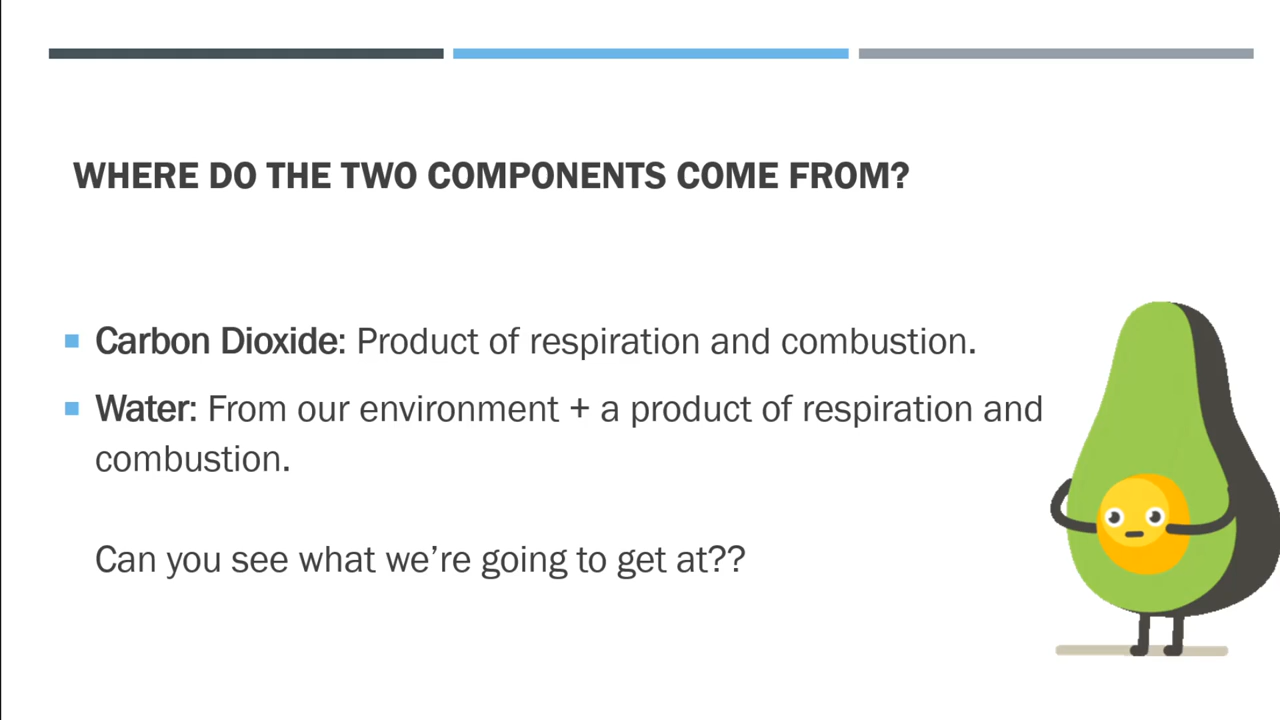 WHERE DO THE TWO COMPONENTS COME FROM?
Carbon Dioxide: Product of respiration and combustion.
Water: From our environment + a product of respiration and
combustion.
Can you see what we’re going to get at??